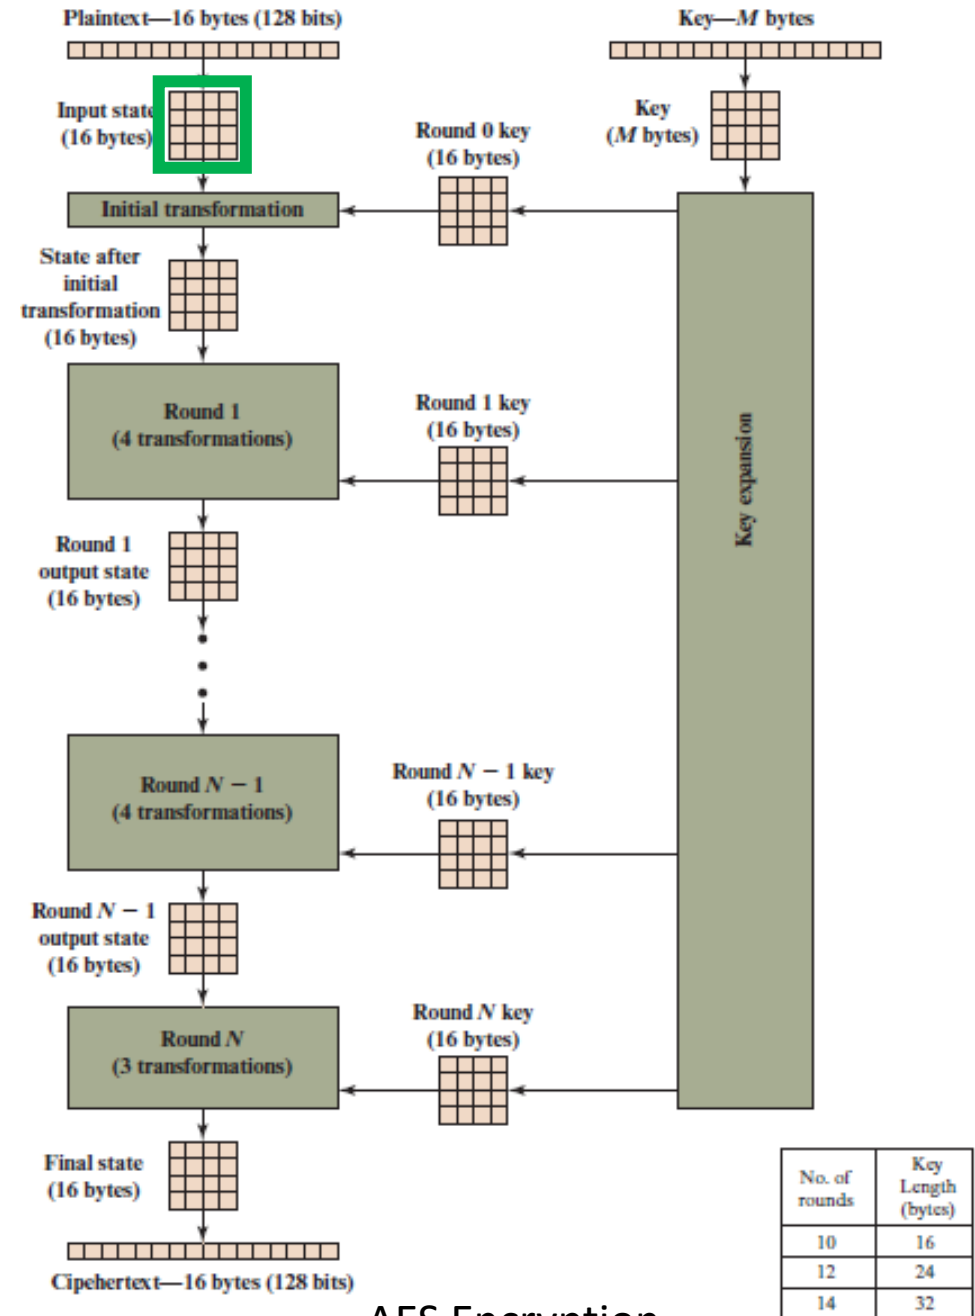 Plaintext—16 bytes (128 bits)
Key—M bytes
Input state
(16 bytes)
Key
(M bytes)
Round 0 key
(16 bytes)
Initial transformation
State after
initial
transformation
(16 bytes)
Round 1
(4 transformations)
Round 1 key
(16 bytes)
Key expansion
Round 1
output state
(16 bytes)
Round N − 1
(4 transformations)
Round N − 1 key
(16 bytes)
Round N − 1
output state
(16 bytes)
Round N
(3 transformations)
Round N key
(16 bytes)
Final state
(16 bytes)
Cipehertext—16 bytes (128 bits)
No. of
rounds
Key
Length
(bytes)
10 16
12 24
14 32
AES Encryption